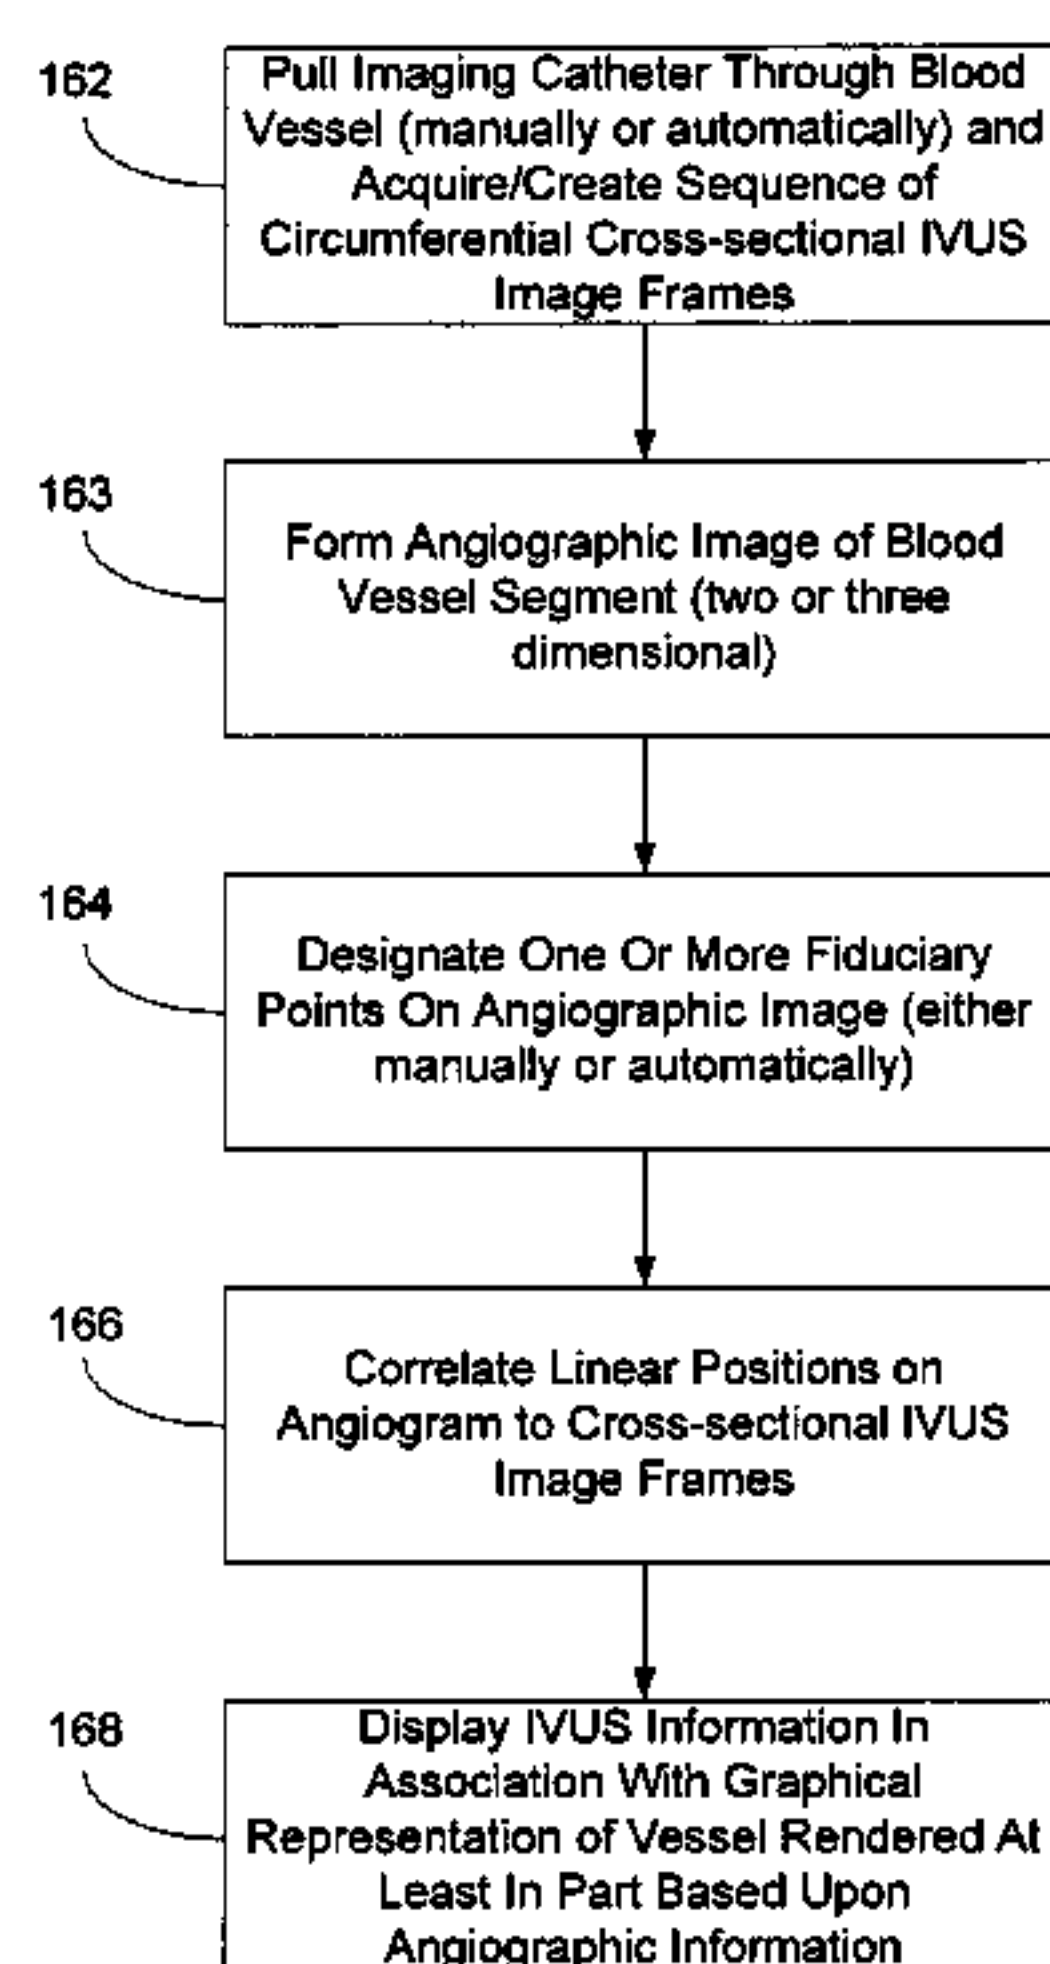 162
Pull Imaging Catheter Through Blood
Vessel (manually or automatically) and
Acquire/Create Sequence of
Circumferential Cross-sectional IVUS
Image Frames
163
Form Angiographic Image of Blood
Vessel Segment (two or three
dimensional)
164
Designate One Or More Fiduciary
Points On Angiographic Image (either
manually or automatically)
166
Correlate Linear Positions on
Angiogram to Cross-sectional IVUS
Image Frames
168
Display IVUS Information In
Association With Graphical
Representation of Vessel Rendered At
Least In Part Based Upon
Angiographic Information